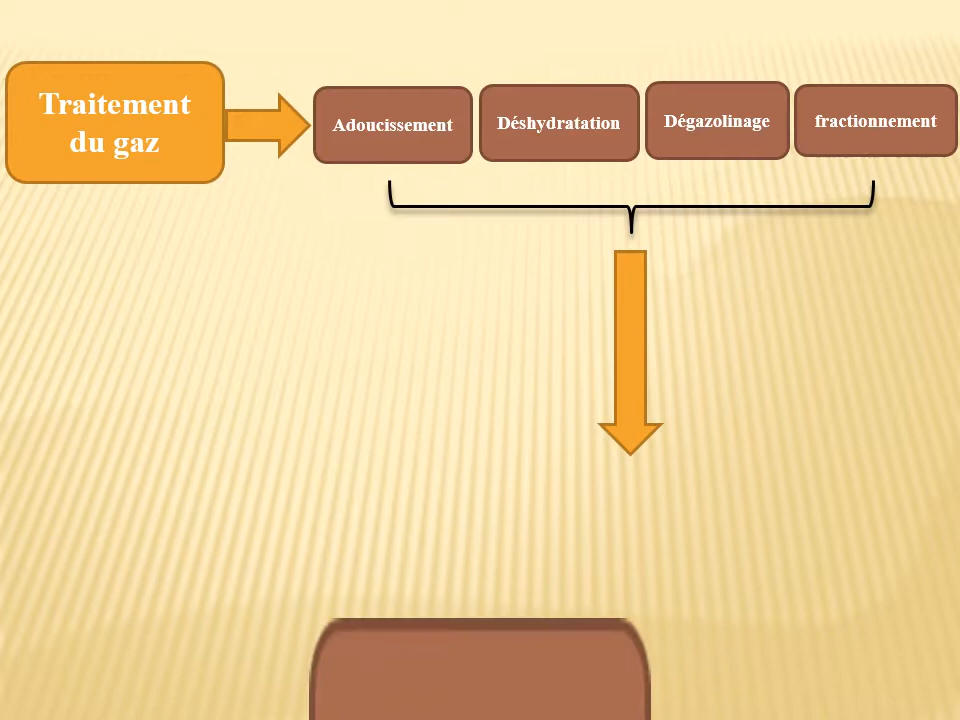 Traitement
du gaz
Adoucissement
Déshydratation
Dégazolinage
fractionnement